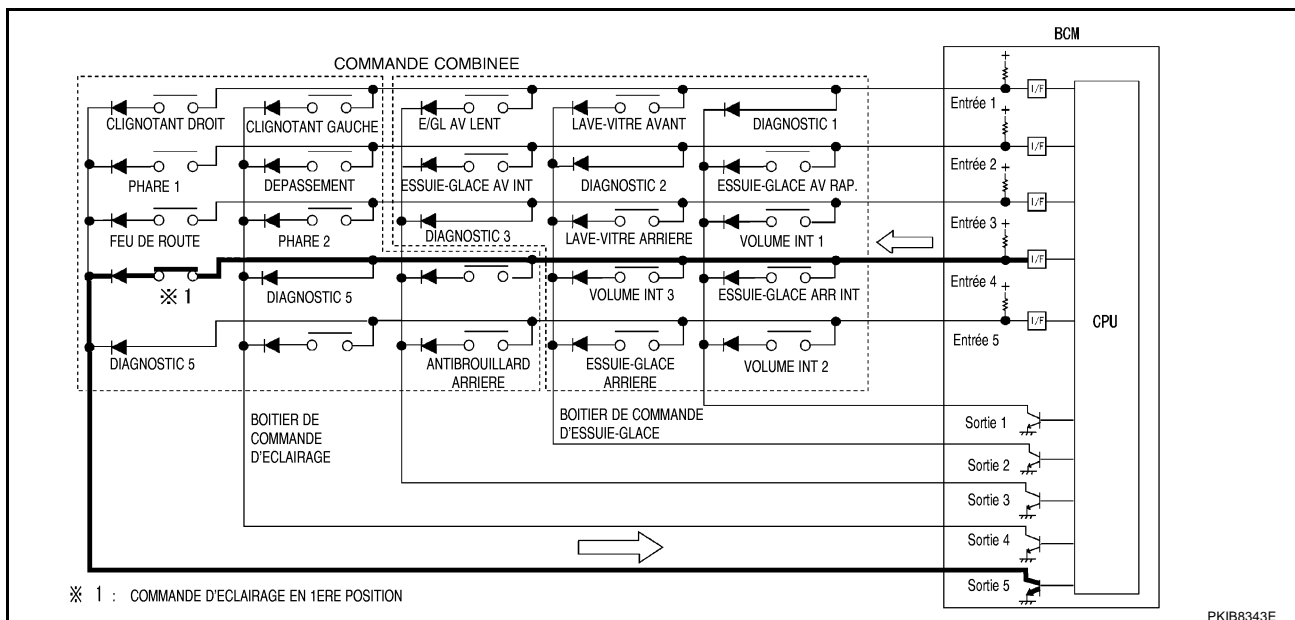 BCM
COMMANDE COMBINEE
CLIGNOTANT DROIT
CLIGNOTANT GAUCHE
E/GL AV LENT
LAVE-VITRE AVANT
DIAGNOSTIC 1
Entrée 1
I/F
PHARE 1
DEPASSEMENT
ESSUIE-GLACE AV INT
DIAGNOSTIC 2
ESSUIE-GLACE AV RAP.
Entrée 2
I/F
FEU DE ROUTE
PHARE 2
DIAGNOSTIC 3
LAVE-VITRE ARRIERE
VOLUME INT 1
Entrée 3
I/F
※ 1
DIAGNOSTIC 5
VOLUME INT 3
ESSUIE-GLACE ARR INT
Entrée 4
I/F
CPU
DIAGNOSTIC 5
ANTIBROUILLARD
ARRIERE
ESSUIE-GLACE
ARRIERE
VOLUME INT 2
Entrée 5
I/F
BOITIER DE
COMMANDE
D'ECLAIRAGE
BOITIER DE COMMANDE
D'ESSUIE-GLACE
Sortie 1
Sortie 2
Sortie 3
Sortie 4
Sortie 5
※ 1 : COMMANDE D'ECLAIRAGE EN 1ERE POSITION
PKIB8343E